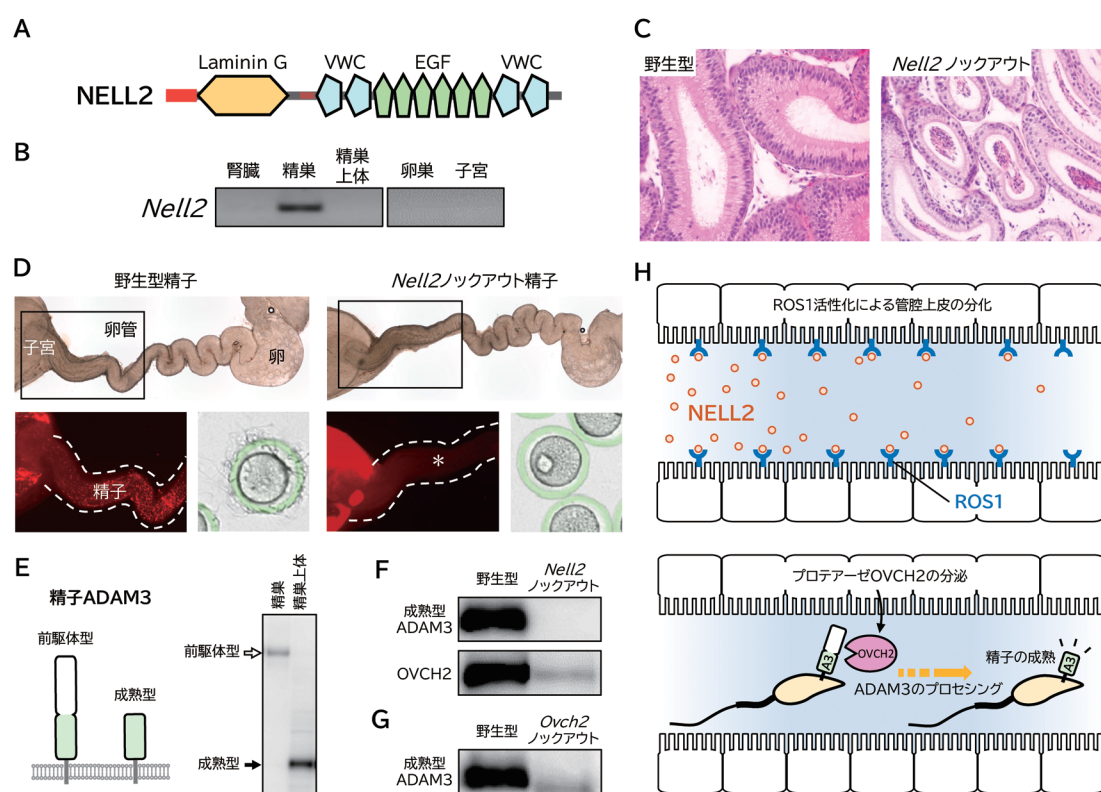 A
Laminin G
VWC
EGF
VWC
NELL2
B
腎臓
精巣
精巣
上体
卵巣
子宮
Nell2
C
野生型
Nell2 ノックアウト
D
野生型精子
Nell2ノックアウト精子
卵管
子宮
卵
精子
*
E
精子ADAM3
前駆体型
成熟型
精巣
精巣上体
前駆体型
成熟型
F
野生型
Nell2
ノックアウト
成熟型
ADAM3
OVCH2
G
野生型
Ovch2
ノックアウト
成熟型
ADAM3
H
ROS1活性化による管腔上皮の分化
NELL2
ROS1
プロテアーゼOVCH2の分泌
A3
OVCH2
ADAM3のプロセシング
精子の成熟
A3